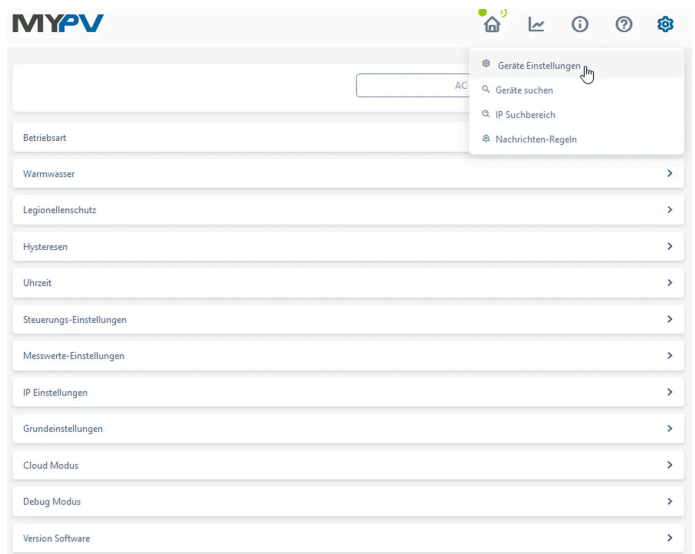 MYPV
AC
Geräte Einstellungen
Geräte suchen
IP Suchbereich
Nachrichten-Regeln
Betriebsart
Warmwasser
Legionellenschutz
Hysteresen
Uhrzeit
Steuerungs-Einstellungen
Messwerte-Einstellungen
IP Einstellungen
Grundeinstellungen
Cloud Modus
Debug Modus
Version Software